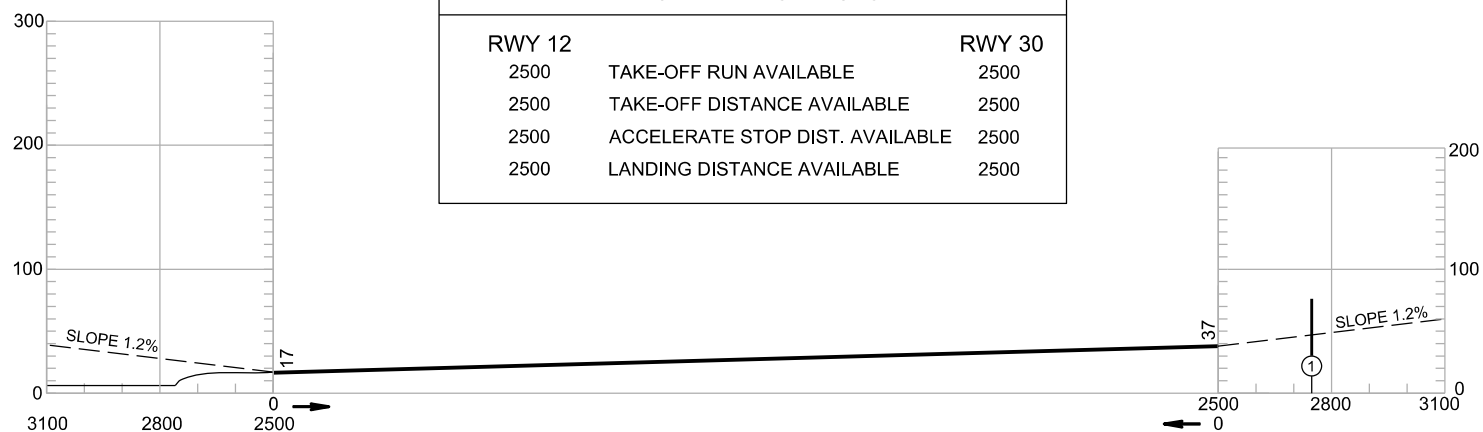 300
200
100
0
RWY 12 RWY 30
2500 TAKE-OFF RUN AVAILABLE 2500
2500 TAKE-OFF DISTANCE AVAILABLE 2500
2500 ACCELERATE STOP DIST. AVAILABLE 2500
2500 LANDING DISTANCE AVAILABLE 2500
200
100
0
SLOPE 1.2%
17
37
SLOPE 1.2%
1
0
3100 2800 2500
2500 2800 3100
0